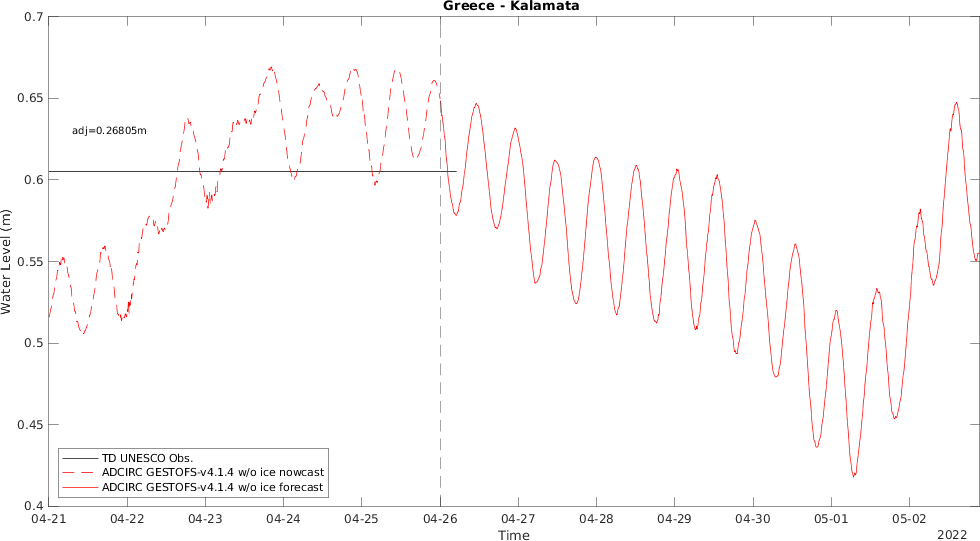 Greece - Kalamata
0.7
0.65
0.6
0.55
0.5
0.45
0.4
Water Level (m)
adj=0.26805m
TD UNESCO Obs.
ADCIRC GESTOFS-v4.1.4 w/o ice nowcast
ADCIRC GESTOFS-v4.1.4 w/o ice forecast
04-21 04-22 04-23 04-24 04-25 04-26 04-27 04-28 04-29 04-30 05-01 05-02
Time
2022